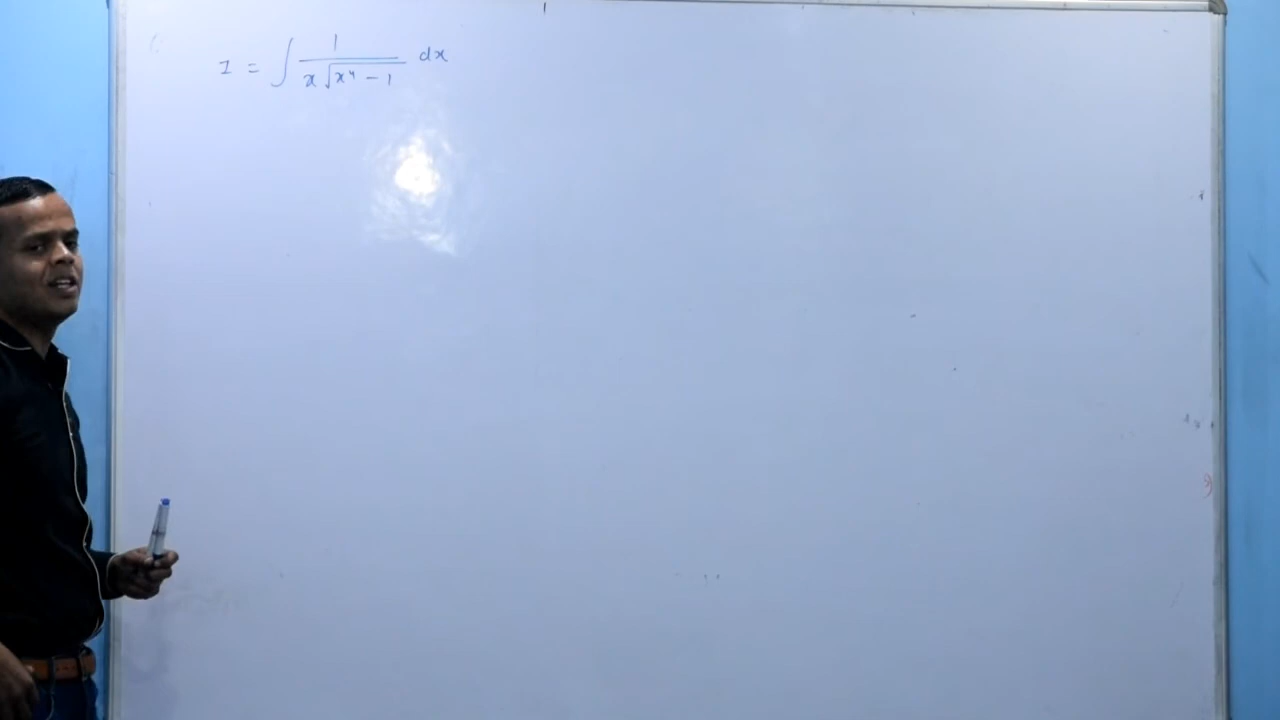 I = ∫ 1 / (x √(x⁴ - 1)) dx